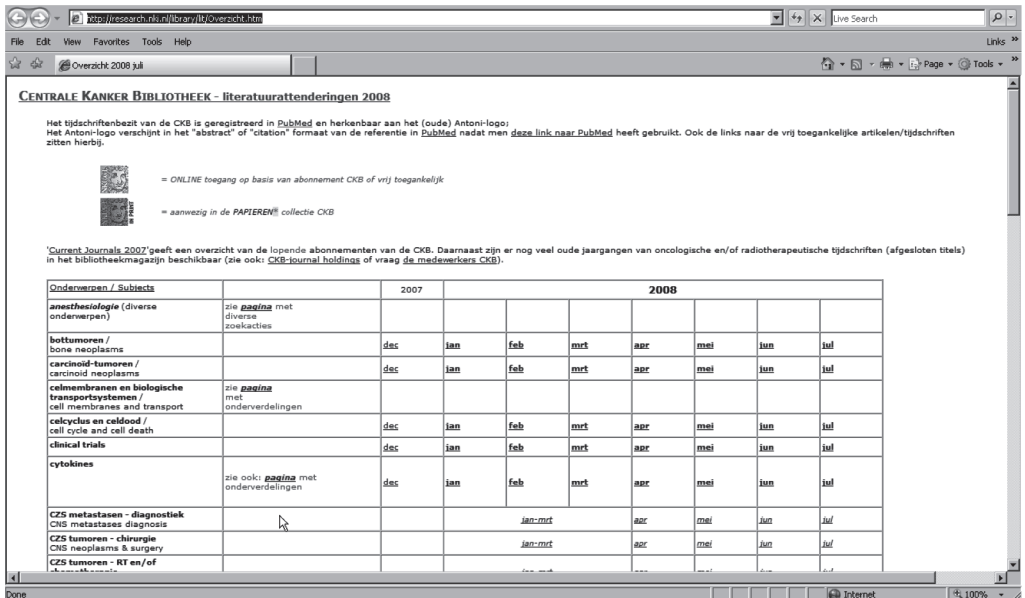 http://research.nki.nl/library/lit/Overzicht.htm
Live Search
File Edit View Favorites Tools Help
Links »
Overzicht 2008 juli
Page Tools »
CENTRALE KANKER BIBLIOTHEEK - literatuurattenderingen 2008
Het tijdschriftenbezit van de CKB is geregistreerd in PubMed en herkenbaar aan het (oude) Antoni-logo;
Het Antoni-logo verschijnt in het "abstract" of "citation" formaat van de referentie in PubMed nadat men deze link naar PubMed heeft gebruikt. Ook de links naar de vrij toegankelijke artikelen/tijdschriften
zitten hierbij.
= ONLINE toegang op basis van abonnement CKB of vrij toegankelijk
IN PRINT
= aanwezig in de PAPIEREN collectie CKB
'Current Journals 2007'geeft een overzicht van de lopende abonnementen van de CKB. Daarnaast zijn er nog veel oude jaargangen van oncologische en/of radiotherapeutische tijdschriften (afgesloten titels)
in het bibliotheekmagazijn beschikbaar (zie ook: CKB-journal holdings of vraag de medewerkers CKB).
Onderwerpen / Subjects 2007 2008
anesthesiologie (diverse
onderwerpen)
zie pagina met
diverse
zoekacties
bottumoren /
bone neoplasms
dec jan feb mrt apr mei jun jul
carcinoïd-tumoren /
carcinoid neoplasms
dec jan feb mrt apr mei jun jul
celmembranen en biologische
transportsystemen /
cell membranes and transport
zie pagina
met
onderverdelingen
celcyclus en celdood /
cell cycle and cell death
dec jan feb mrt apr mei jun jul
clinical trials dec jan feb mrt apr mei jun jul
cytokines
zie ook: pagina met
onderverdelingen
dec jan feb mrt apr mei jun jul
CZS metastasen - diagnostiek
CNS metastases diagnosis
jan-mrt apr mei jun jul
CZS tumoren - chirurgie
CNS neoplasms & surgery
jan-mrt apr mei jun jul
CZS tumoren - RT en/of
Done Internet 100%